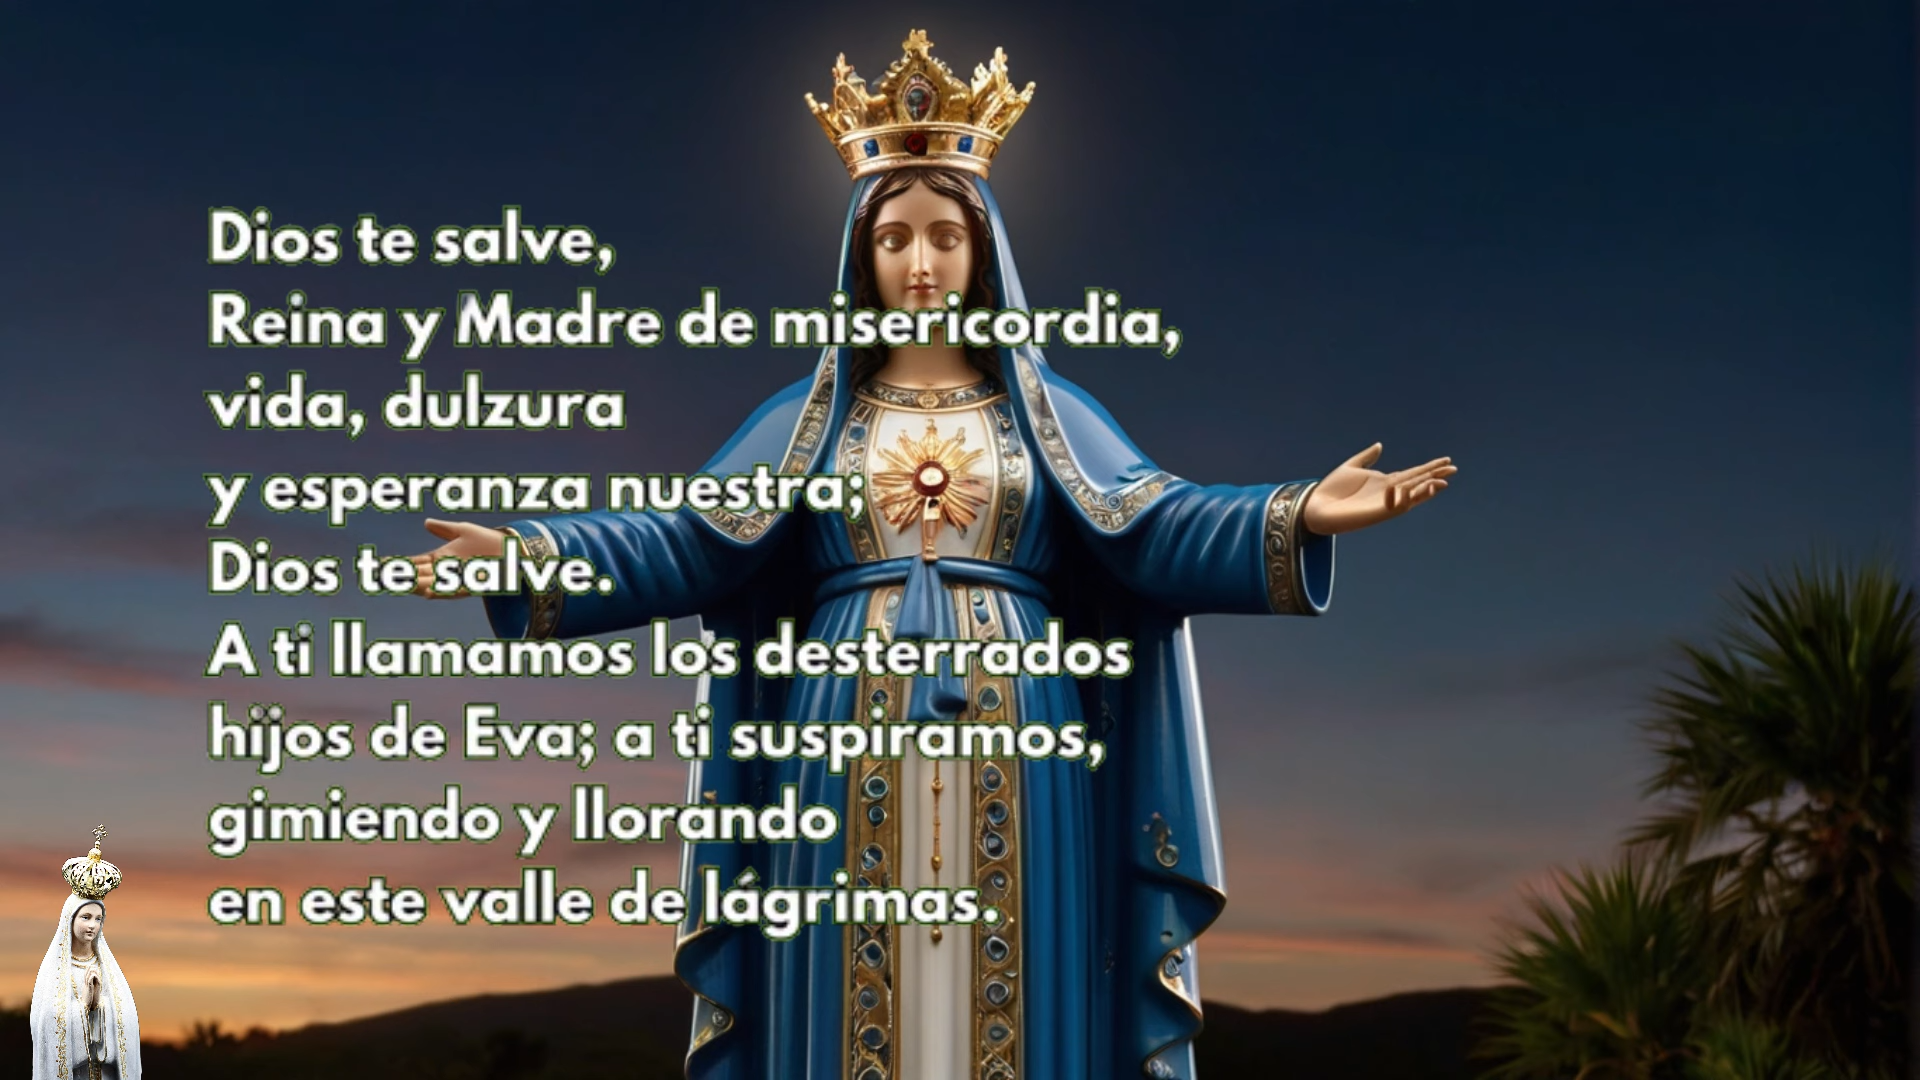 Dios te salve,
Reina y Madre de misericordia,
vida, dulzura
y esperanza nuestra;
Dios te salve.
A ti llamamos los desterrados
hijos de Eva; a ti suspiramos,
gimiendo y llorando
en este valle de lágrimas.